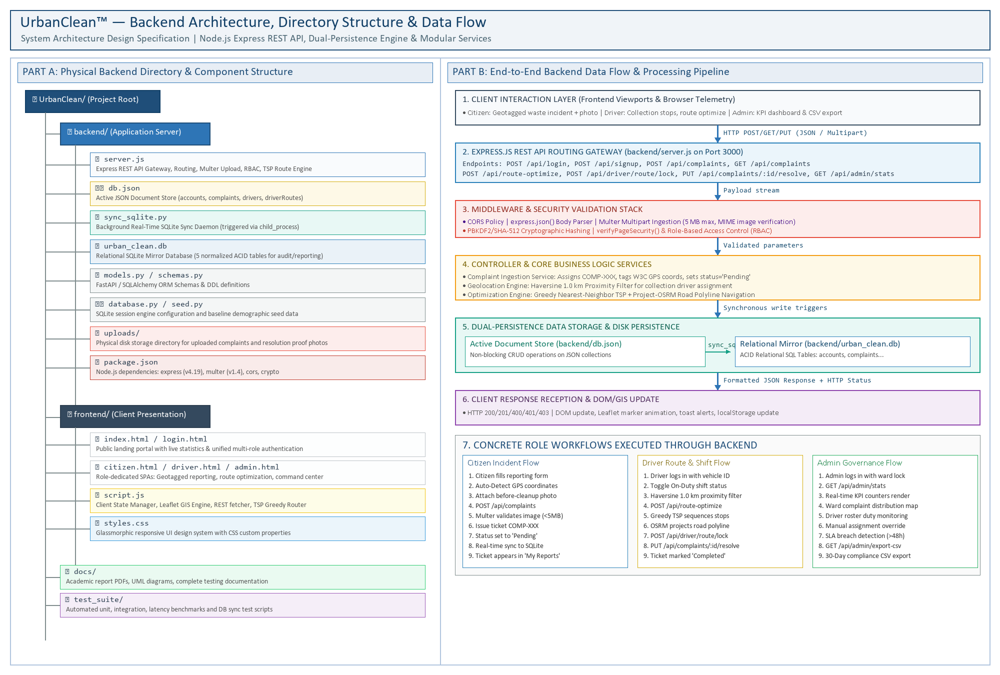 UrbanClean™ — Backend Architecture, Directory Structure & Data Flow
System Architecture Design Specification | Node.js Express REST API, Dual-Persistence Engine & Modular Services
PART A: Physical Backend Directory & Component Structure
UrbanClean/ (Project Root)
backend/ (Application Server)
server.js
Express REST API Gateway, Routing, Multer Upload, RBAC, TSP Route Engine
db.json
Active JSON Document Store (accounts, complaints, drivers, driverRoutes)
sync_sqlite.py
Background Real-Time SQLite Sync Daemon (triggered via child_process)
urban_clean.db
Relational SQLite Mirror Database (5 normalized ACID tables for audit/reporting)
models.py / schemas.py
FastAPI / SQLAlchemy ORM Schemas & DDL definitions
database.py / seed.py
SQLite session engine configuration and baseline demographic seed data
uploads/
Physical disk storage directory for uploaded complaints and resolution proof photos
package.json
Node.js dependencies: express (v4.19), multer (v1.4), cors, crypto
frontend/ (Client Presentation)
index.html / login.html
Public landing portal with live statistics & unified multi-role authentication
citizen.html / driver.html / admin.html
Role-dedicated SPAs: Geotagged reporting, route optimization, command center
script.js
Client State Manager, Leaflet GIS Engine, REST fetcher, TSP Greedy Router
styles.css
Glassmorphic responsive UI design system with CSS custom properties
docs/
Academic report PDFs, UML diagrams, complete testing documentation
test_suite/
Automated unit, integration, latency benchmarks and DB sync test scripts
PART B: End-to-End Backend Data Flow & Processing Pipeline
1. CLIENT INTERACTION LAYER (Frontend Viewports & Browser Telemetry)
• Citizen: Geotagged waste incident + photo | Driver: Collection stops, route optimize | Admin: KPI dashboard & CSV export
HTTP POST/GET/PUT (JSON / Multipart)
2. EXPRESS.JS REST API ROUTING GATEWAY (backend/server.js on Port 3000)
Endpoints: POST /api/login, POST /api/signup, POST /api/complaints, GET /api/complaints
POST /api/route-optimize, POST /api/driver/route/lock, PUT /api/complaints/:id/resolve, GET /api/admin/stats
Payload stream
3. MIDDLEWARE & SECURITY VALIDATION STACK
• CORS Policy | express.json() Body Parser | Multer Multipart Ingestion (5 MB max, MIME image verification)
• PBKDF2/SHA-512 Cryptographic Hashing | verifyPageSecurity() & Role-Based Access Control (RBAC)
Validated parameters
4. CONTROLLER & CORE BUSINESS LOGIC SERVICES
• Complaint Ingestion Service: Assigns COMP-XXX, tags W3C GPS coords, sets status='Pending'
• Geolocation Engine: Haversine 1.0 km Proximity Filter for collection driver assignment
• Optimization Engine: Greedy Nearest-Neighbor TSP + Project-OSRM Road Polyline Navigation
Synchronous write triggers
5. DUAL-PERSISTENCE DATA STORAGE & DISK PERSISTENCE
Active Document Store (backend/db.json)
Non-blocking CRUD operations on JSON collections
sync_sq
Relational Mirror (backend/urban_clean.db)
ACID Relational SQL Tables: accounts, complaints...
Formatted JSON Response + HTTP Status
6. CLIENT RESPONSE RECEPTION & DOM/GIS UPDATE
• HTTP 200/201/400/401/403 | DOM update, Leaflet marker animation, toast alerts, localStorage update
7. CONCRETE ROLE WORKFLOWS EXECUTED THROUGH BACKEND
Citizen Incident Flow
1. Citizen fills reporting form
2. Auto-Detect GPS coordinates
3. Attach before-cleanup photo
4. POST /api/complaints
5. Multer validates image (<5MB)
6. Issue ticket COMP-XXX
7. Status set to 'Pending'
8. Real-time sync to SQLite
9. Ticket appears in 'My Reports'
Driver Route & Shift Flow
1. Driver logs in with vehicle ID
2. Toggle On-Duty shift status
3. Haversine 1.0 km proximity filter
4. POST /api/route-optimize
5. Greedy TSP sequences stops
6. OSRM projects road polyline
7. POST /api/driver/route/lock
8. PUT /api/complaints/:id/resolve
9. Ticket marked 'Completed'
Admin Governance Flow
1. Admin logs in with ward lock
2. GET /api/admin/stats
3. Real-time KPI counters render
4. Ward complaint distribution map
5. Driver roster duty monitoring
6. Manual assignment override
7. SLA breach detection (>48h)
8. GET /api/admin/export-csv
9. 30-Day compliance CSV export